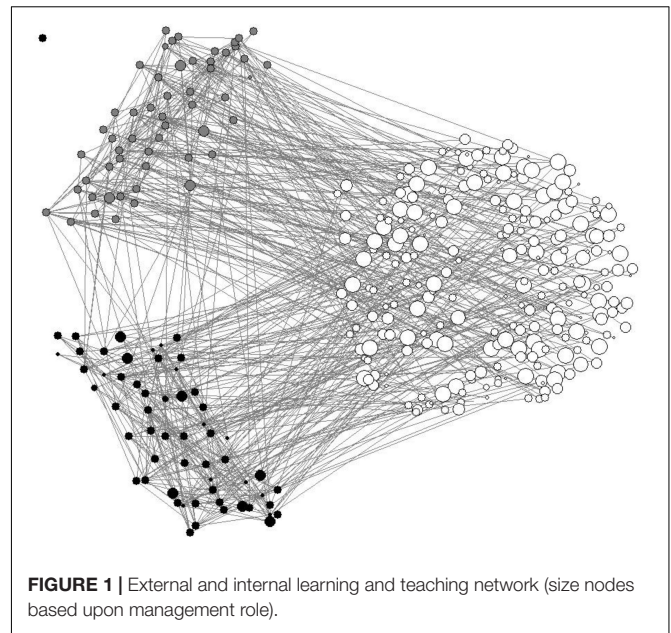 FIGURE 1 | External and internal learning and teaching network (size nodes
based upon management role).